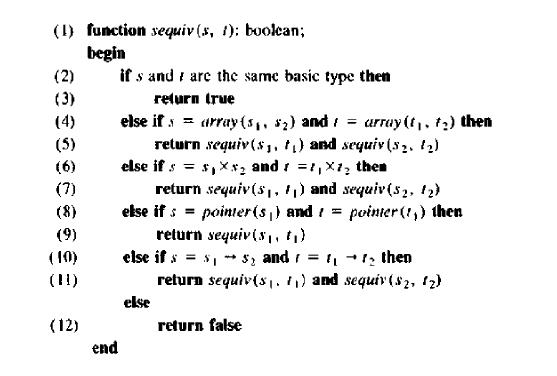 (1) function sequiv(s, t): boolean;
begin
(2) if s and t are the same basic type then
(3) return true
(4) else if s = array(s₁, s₂) and t = array(t₁, t₂) then
(5) return sequiv(s₁, t₁) and sequiv(s₂, t₂)
(6) else if s = s₁ × s₂ and t = t₁ × t₂ then
(7) return sequiv(s₁, t₁) and sequiv(s₂, t₂)
(8) else if s = pointer(s₁) and t = pointer(t₁) then
(9) return sequiv(s₁, t₁)
(10) else if s = s₁ → s₂ and t = t₁ → t₂ then
(11) return sequiv(s₁, t₁) and sequiv(s₂, t₂)
else
(12) return false
end